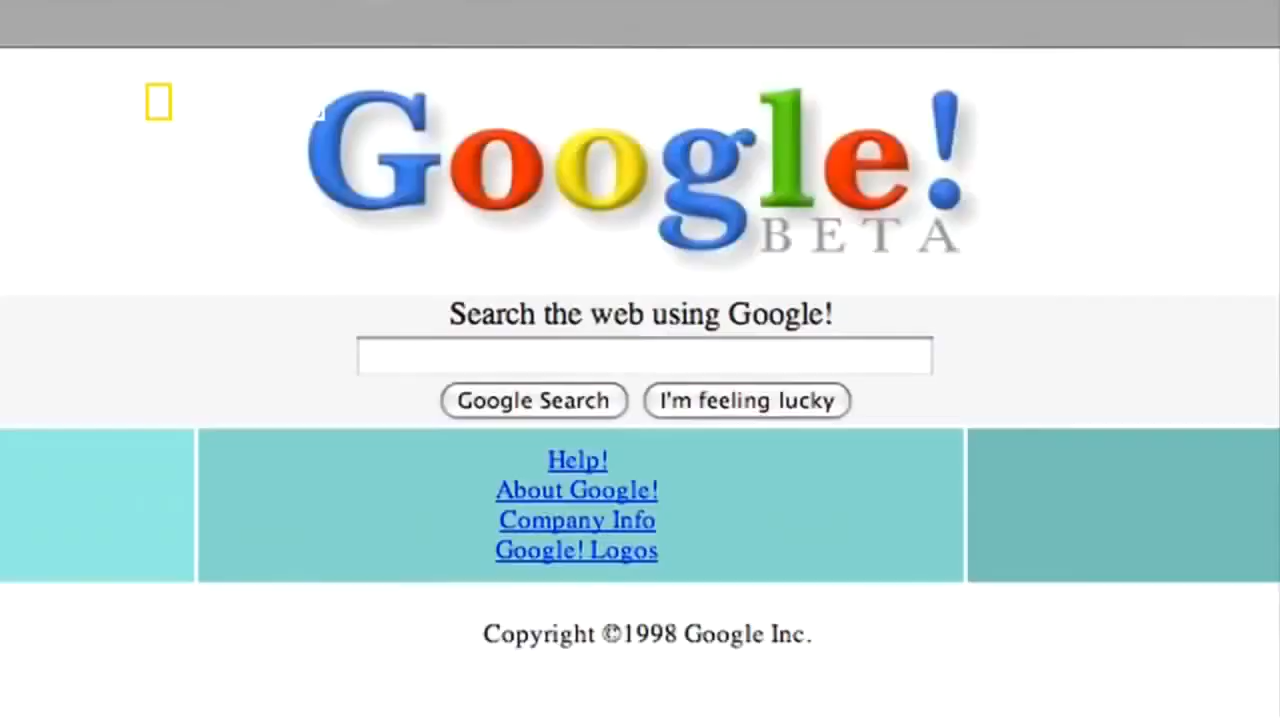 Google!
BETA
Search the web using Google!
Google Search
I'm feeling lucky
Help!
About Google!
Company Info
Google! Logos
Copyright ©1998 Google Inc.